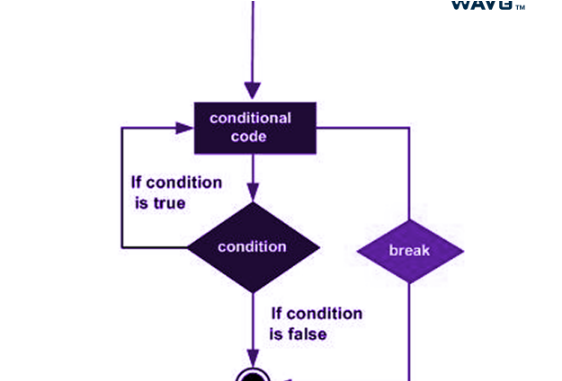 conditional
code
If condition
is true
condition
break
If condition
is false